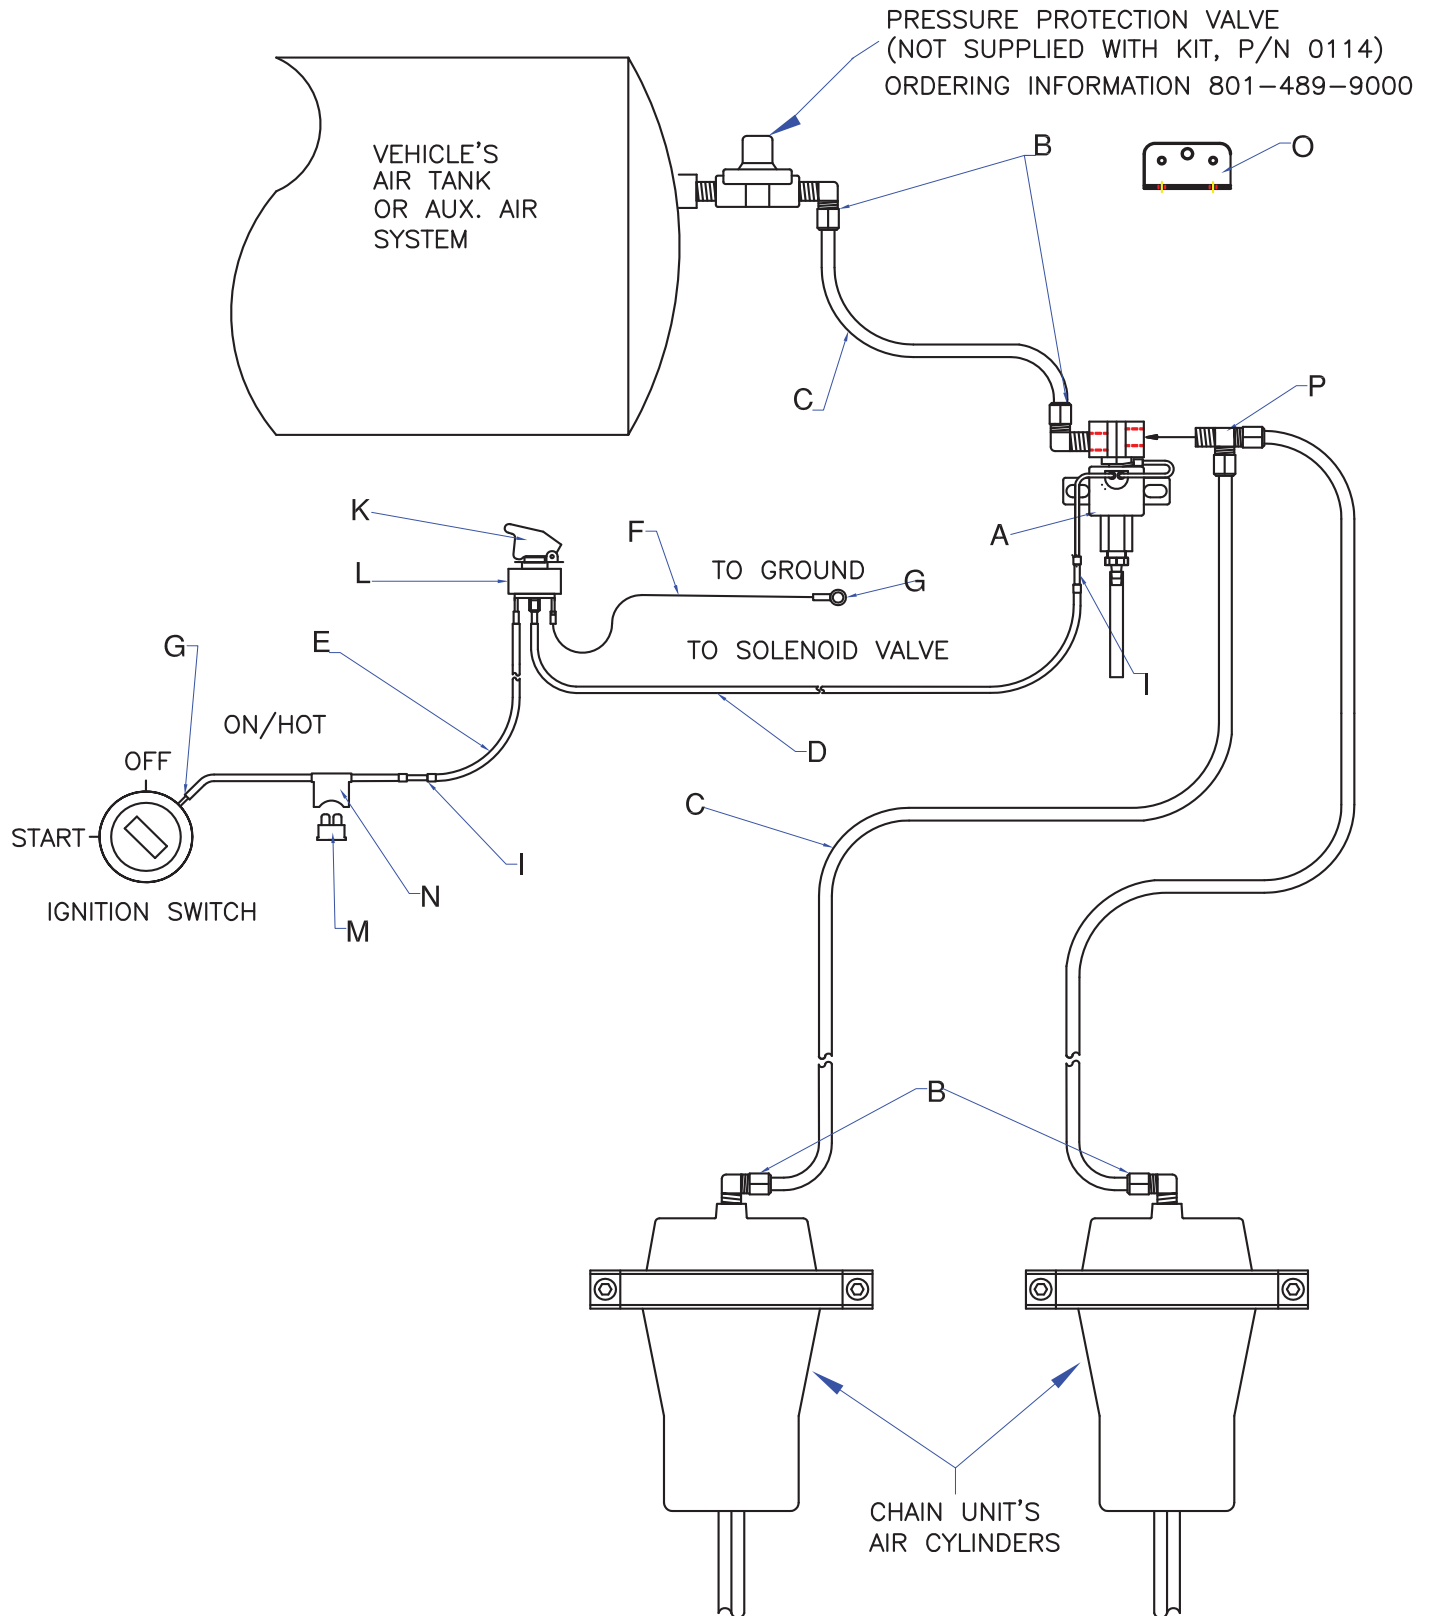 PRESSURE PROTECTION VALVE
(NOT SUPPLIED WITH KIT, P/N 0114)
ORDERING INFORMATION 801-489-9000
VEHICLE'S
AIR TANK
OR AUX. AIR
SYSTEM
B
O
C
P
A
K
F
L
TO GROUND
G
E
G
TO SOLENOID VALVE
I
ON/HOT
OFF
D
C
START
I
N
M
IGNITION SWITCH
B
CHAIN UNIT'S
AIR CYLINDERS